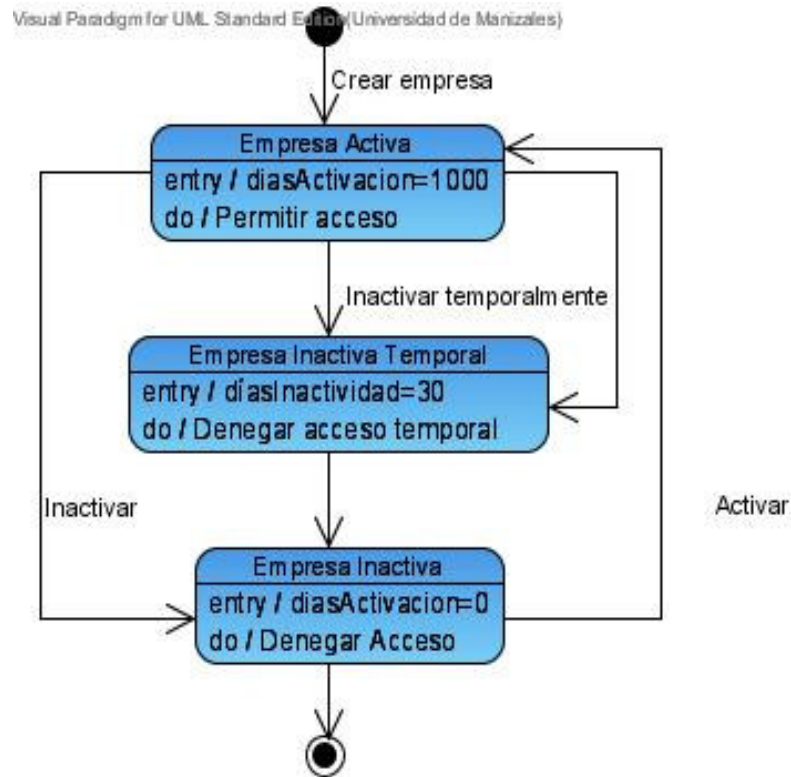 Visual Paradigm for UML Standard Edition(Universidad de Manizales)
Crear empresa
Empresa Activa
entry / diasActivacion=1000
do / Permitir acceso
Inactivar temporalmente
Empresa Inactiva Temporal
entry / díasInactividad=30
do / Denegar acceso temporal
Inactivar
Activar
Empresa Inactiva
entry / diasActivacion=0
do / Denegar Acceso